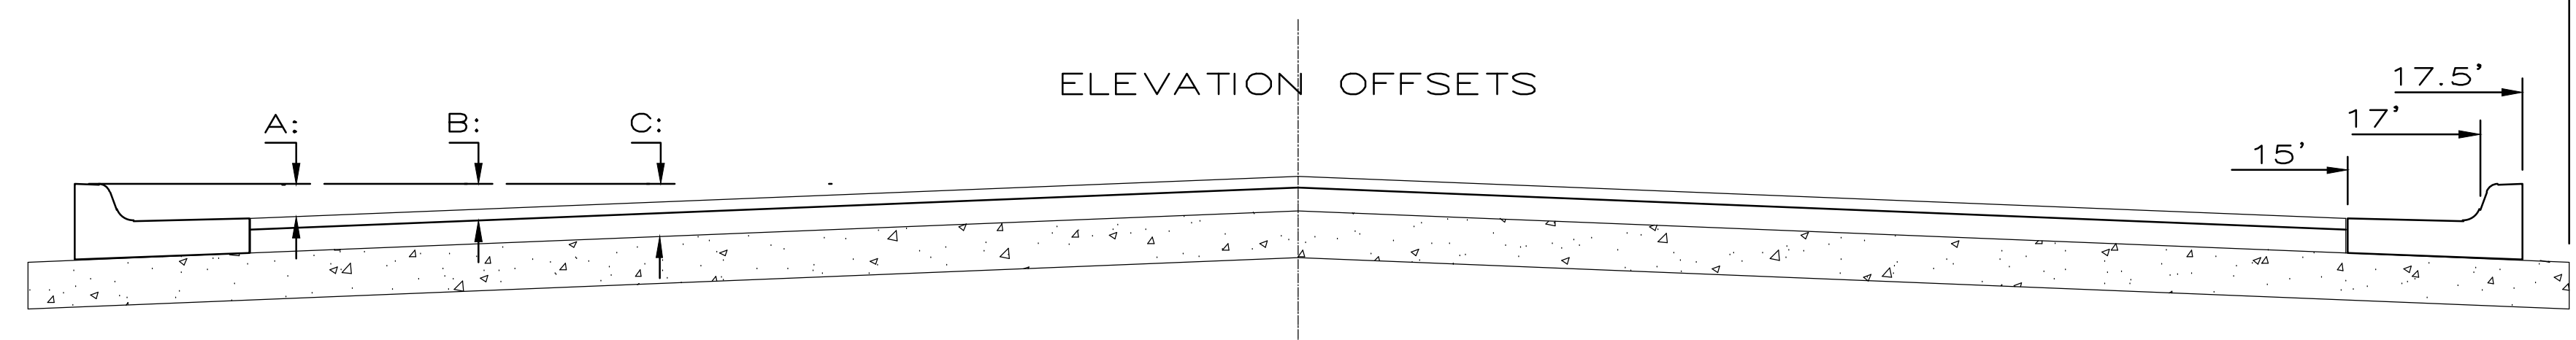 ELEVATION OFFSETS
17.5'
17'
A: B: C:
15'